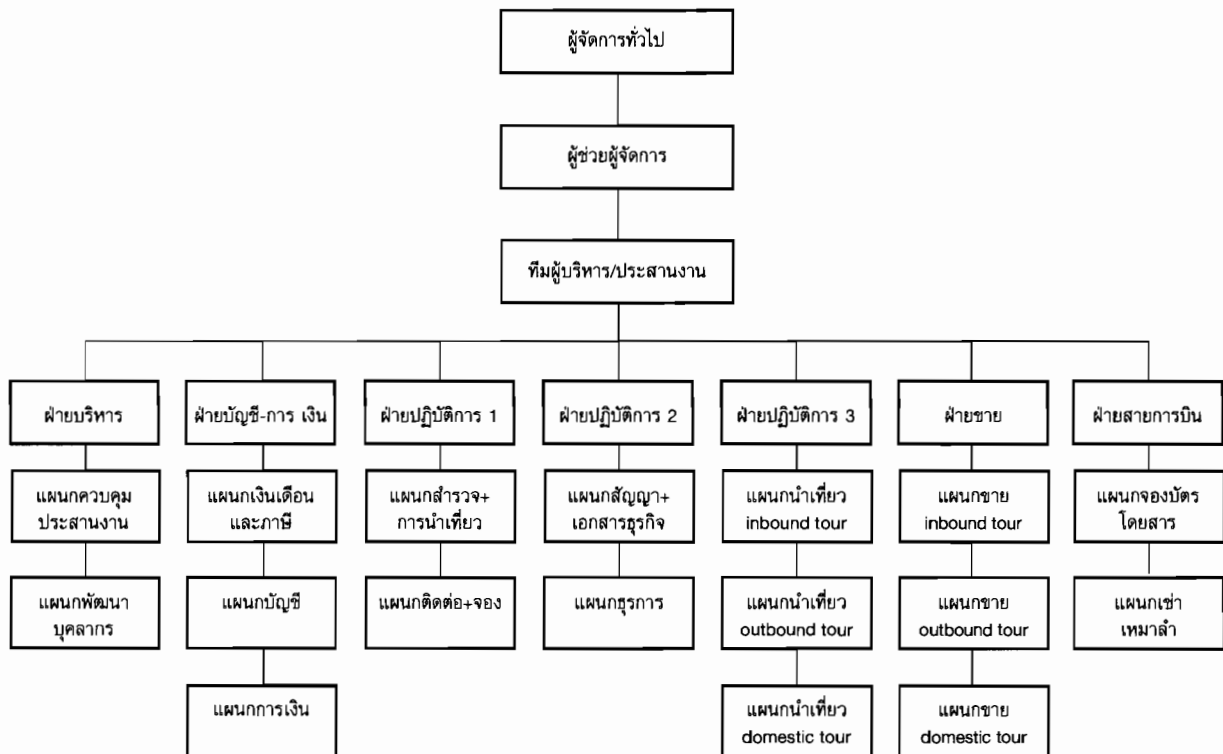 ผู้จัดการทั่วไป
ผู้ช่วยผู้จัดการ
ทีมผู้บริหาร/ประสานงาน
ฝ่ายบริหาร
ฝ่ายบัญชี-การ เงิน
ฝ่ายปฏิบัติการ 1
ฝ่ายปฏิบัติการ 2
ฝ่ายปฏิบัติการ 3
ฝ่ายขาย
ฝ่ายสายการบิน
แผนกควบคุม
ประสานงาน
แผนกเงินเดือน
และภาษี
แผนกสำรวจ+
การนำเที่ยว
แผนกสัญญา+
เอกสารธุรกิจ
แผนกนำเที่ยว
inbound tour
แผนกขาย
inbound tour
แผนกจองบัตร
โดยสาร
แผนกพัฒนา
บุคลากร
แผนกบัญชี
แผนกติดต่อ+จอง
แผนกธุรการ
แผนกนำเที่ยว
outbound tour
แผนกขาย
outbound tour
แผนกเช่า
เหมาลำ
แผนกการเงิน
แผนกนำเที่ยว
domestic tour
แผนกขาย
domestic tour